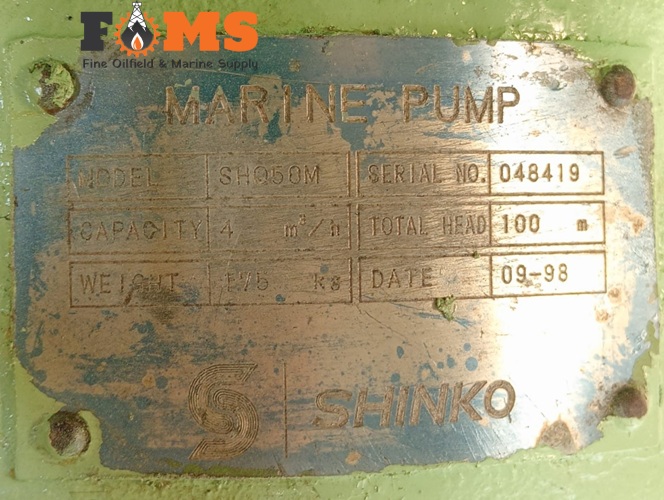 FOMS
Fine Oilfield & Marine Supply
MARINE PUMP
MODEL SHQ50M SERIAL NO. 048419
CAPACITY 4 m³/h TOTAL HEAD 100 m
WEIGHT 175 kg DATE 09-98
SHINKO